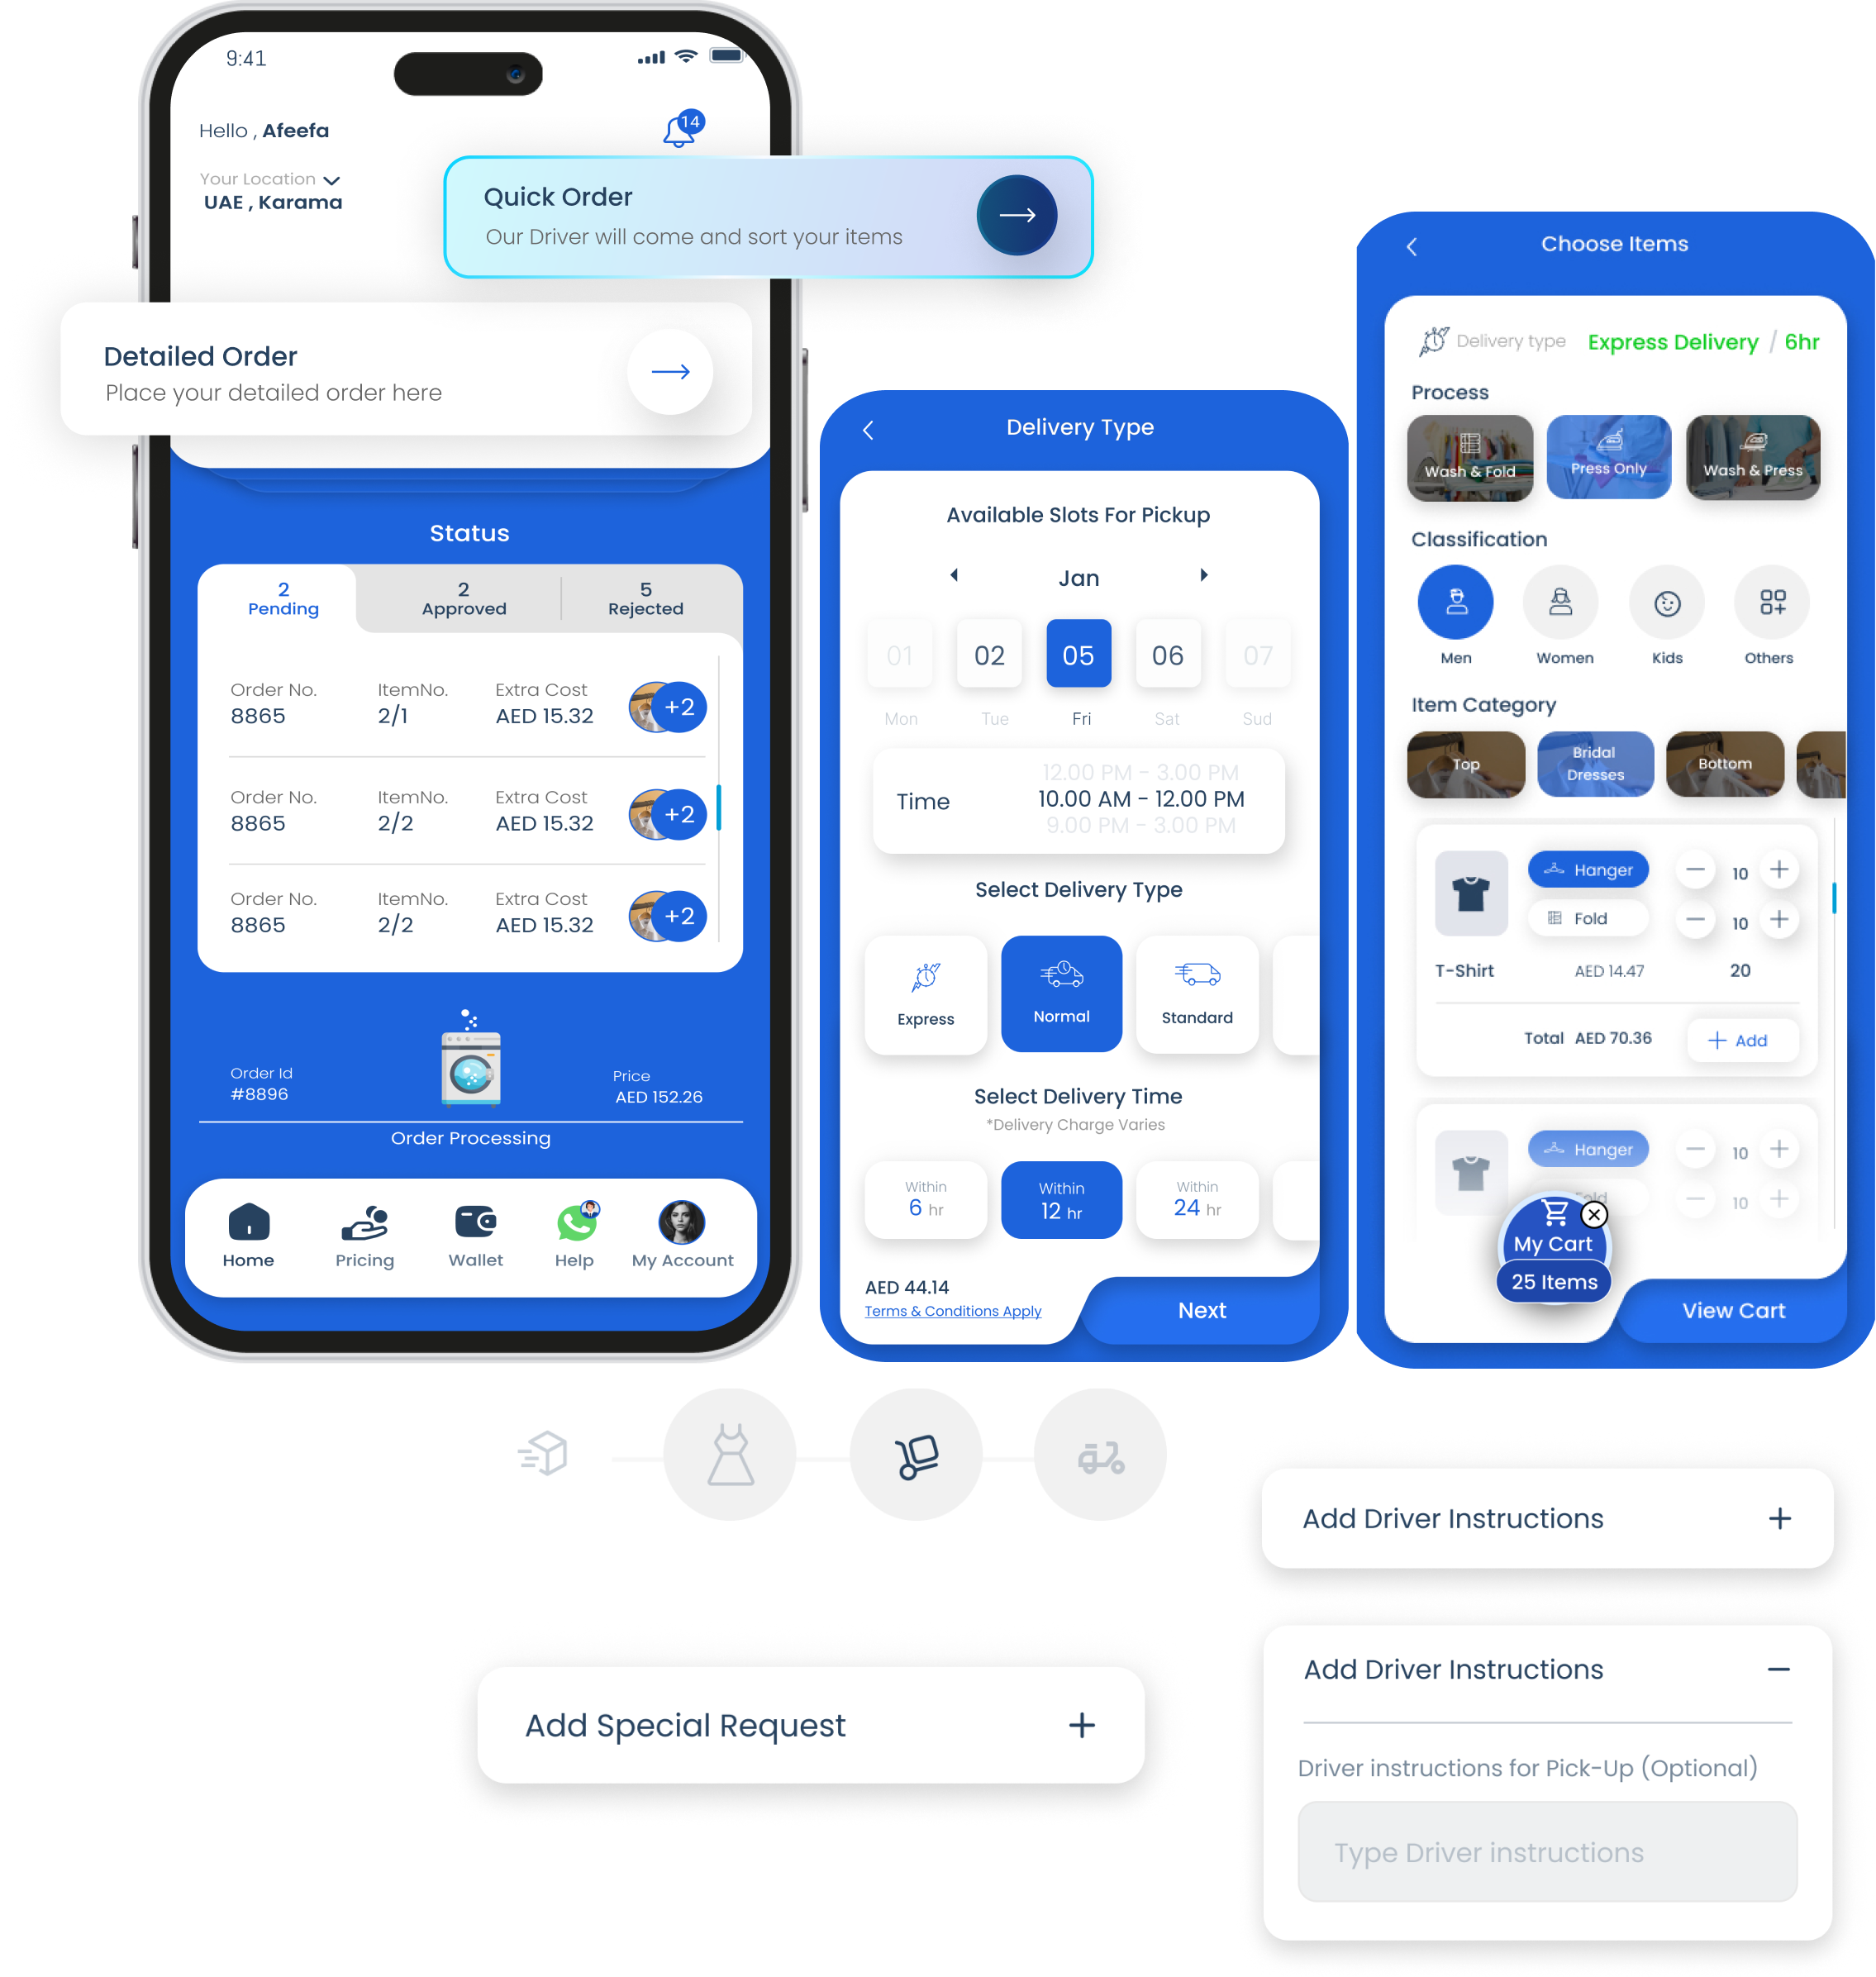 9:41
Hello , Afeefa
14
Your Location
UAE , Karama
Quick Order
Our Driver will come and sort your items
Detailed Order
Place your detailed order here
Status
2 Pending
2 Approved
5 Rejected
Order No. ItemNo. Extra Cost
8865 2/1 AED 15.32 +2
Order No. ItemNo. Extra Cost
8865 2/2 AED 15.32 +2
Order No. ItemNo. Extra Cost
8865 2/2 AED 15.32 +2
Order Id
#8896
Price
AED 152.26
Order Processing
Home Pricing Wallet Help My Account
Delivery Type
Available Slots For Pickup
Jan
01 02 05 06 07
Mon Tue Fri Sat Sud
12.00 PM - 3.00 PM
Time 10.00 AM - 12.00 PM
9.00 PM - 3.00 PM
Select Delivery Type
Express Normal Standard
Select Delivery Time
*Delivery Charge Varies
Within Within Within
6 hr 12 hr 24 hr
AED 44.14
Terms & Conditions Apply
Next
Choose Items
Delivery type Express Delivery / 6hr
Process
Wash & Fold Press Only Wash & Press
Classification
Men Women Kids Others
Item Category
Top Bridal Dresses Bottom
Hanger 10
Fold 10
T-Shirt AED 14.47 20
Total AED 70.36 Add
Hanger 10
Fold 10
My Cart
25 Items
View Cart
Add Driver Instructions
Add Driver Instructions
Driver instructions for Pick-Up (Optional)
Type Driver instructions
Add Special Request